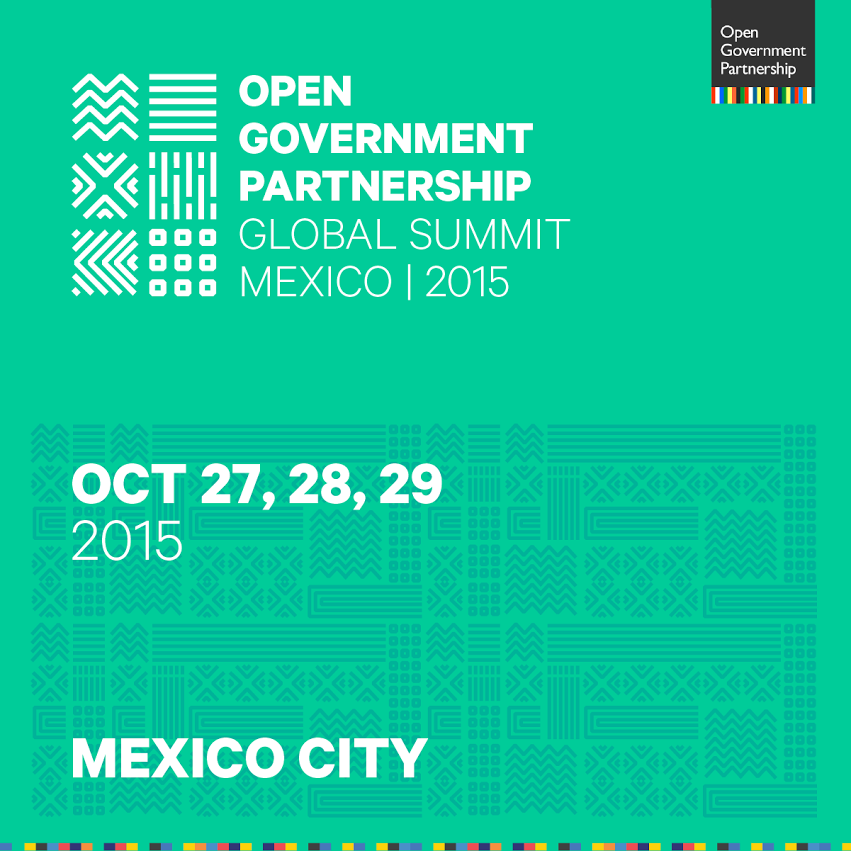 Open
Government
Partnership
OPEN
GOVERNMENT
PARTNERSHIP
GLOBAL SUMMIT
MEXICO | 2015
OCT 27, 28, 29
2015
MEXICO CITY